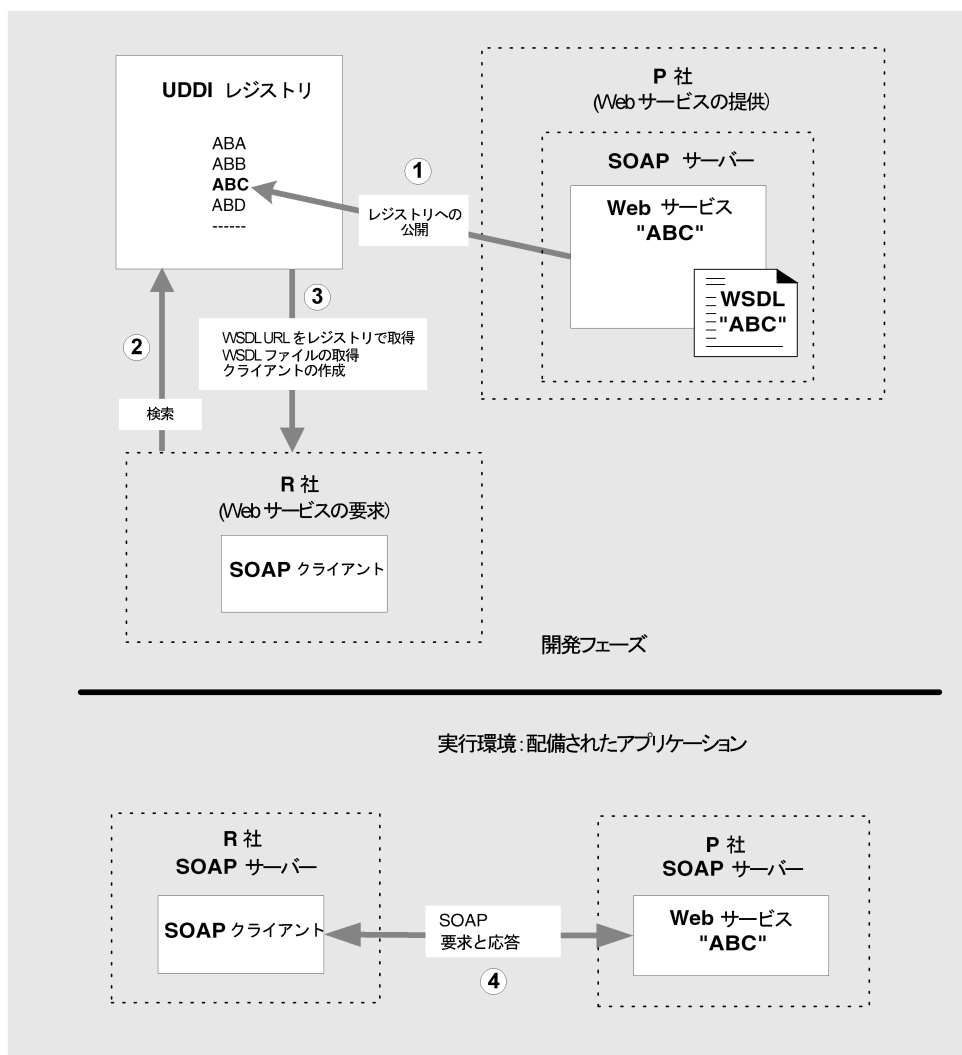 UDDI レジストリ
ABA
ABB
ABC
ABD
------
P 社
(Web サービスの提供)
SOAP サーバー
Web サービス
"ABC"
WSDL
"ABC"
1
レジストリへの
公開
2
検索
3
WSDL URL をレジストリで取得
WSDL ファイルの取得
クライアントの作成
R 社
(Web サービスの要求)
SOAP クライアント
開発フェーズ
実行環境 : 配備されたアプリケーション
R 社
SOAP サーバー
SOAP クライアント
SOAP
要求と応答
4
P 社
SOAP サーバー
Web サービス
"ABC"